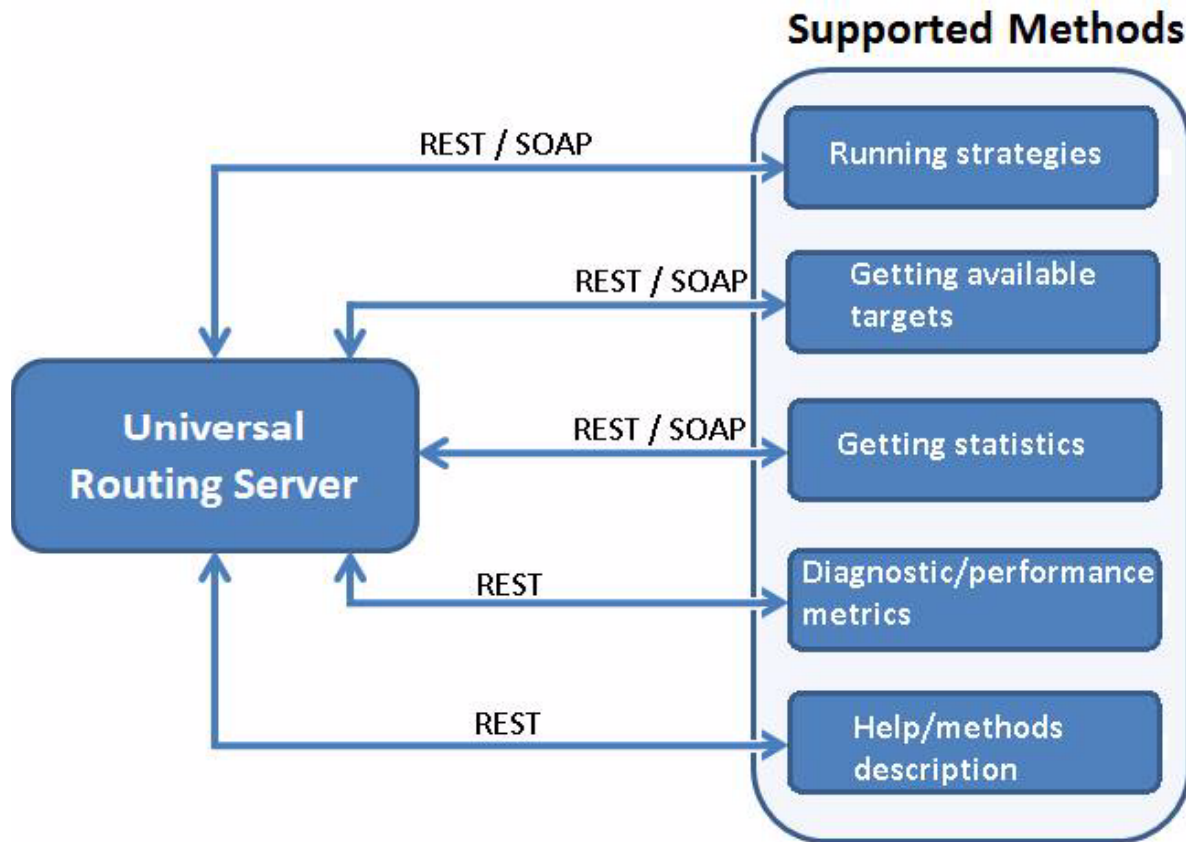 Supported Methods
REST / SOAP
Running strategies
REST / SOAP
Getting available
targets
Universal
Routing Server
REST / SOAP
Getting statistics
REST
Diagnostic/performance
metrics
REST
Help/methods
description